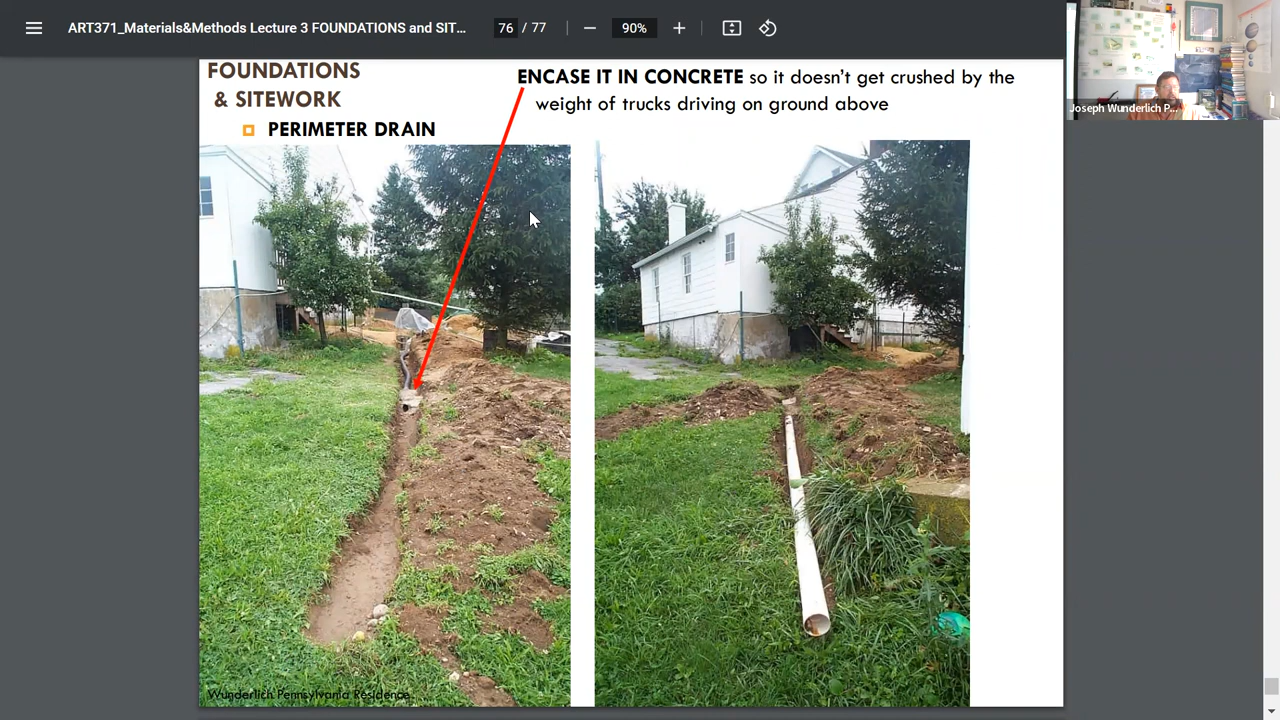 ART371_Materials&Methods Lecture 3 FOUNDATIONS and SIT...
76 / 77
90%
FOUNDATIONS
& SITEWORK
PERIMETER DRAIN
ENCASE IT IN CONCRETE so it doesn't get crushed by the
weight of trucks driving on ground above
Wunderlich Pennsylvania Residence
Joseph Wunderlich P...